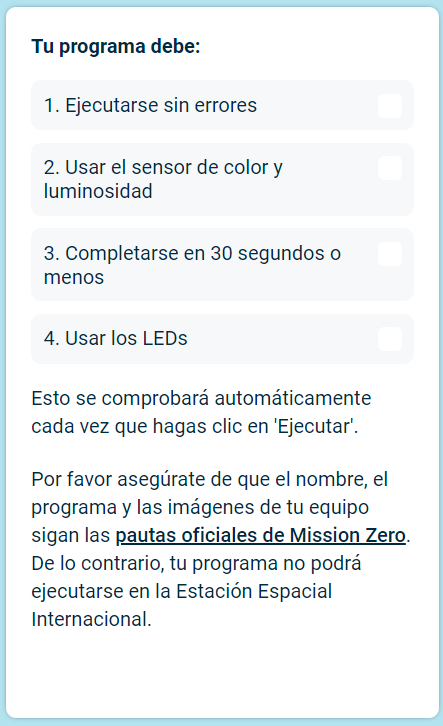 Tu programa debe:
1. Ejecutarse sin errores
2. Usar el sensor de color y
luminosidad
3. Completarse en 30 segundos o
menos
4. Usar los LEDs
Esto se comprobará automáticamente
cada vez que hagas clic en 'Ejecutar'.
Por favor asegúrate de que el nombre, el
programa y las imágenes de tu equipo
sigan las pautas oficiales de Mission Zero.
De lo contrario, tu programa no podrá
ejecutarse en la Estación Espacial
Internacional.